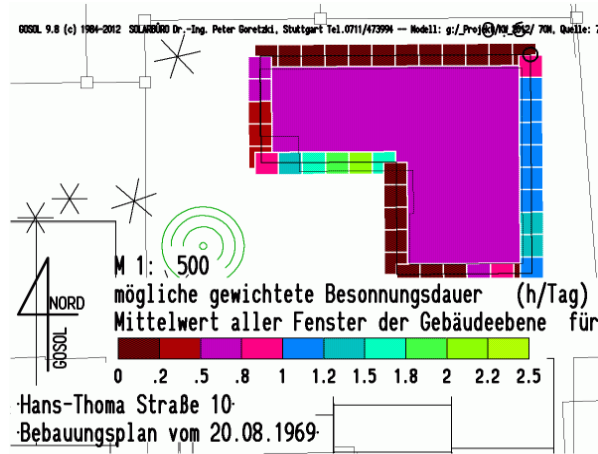 GOSOL 9.8 (c) 1984-2012 SOLARBÜRO Dr.-Ing. Peter Goretzki, Stuttgart Tel.0711/473994 -- Modell: g:/_Projekt/KW_2012/ 70N, Quelle: 7
M 1: 500
NORD
GOSOL
mögliche gewichtete Besonnungsdauer (h/Tag)
Mittelwert aller Fenster der Gebäudeebene für
0 .2 .5 .8 1 1.2 1.5 1.8 2 2.2 2.5
Hans-Thoma Straße 10
Bebauungsplan vom 20.08.1969